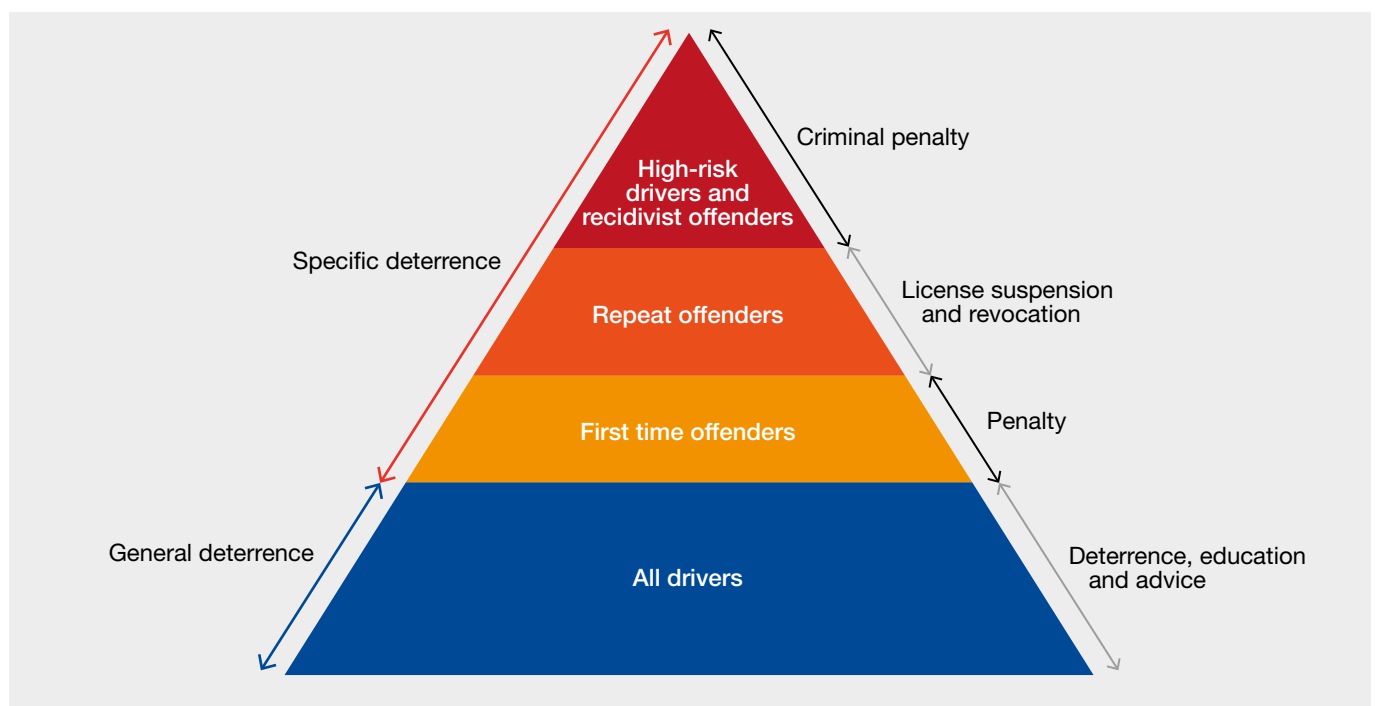 Criminal penalty
High-risk
drivers and
recidivist offenders
Specific deterrence
License suspension
and revocation
Repeat offenders
Penalty
First time offenders
General deterrence
Deterrence, education
and advice
All drivers